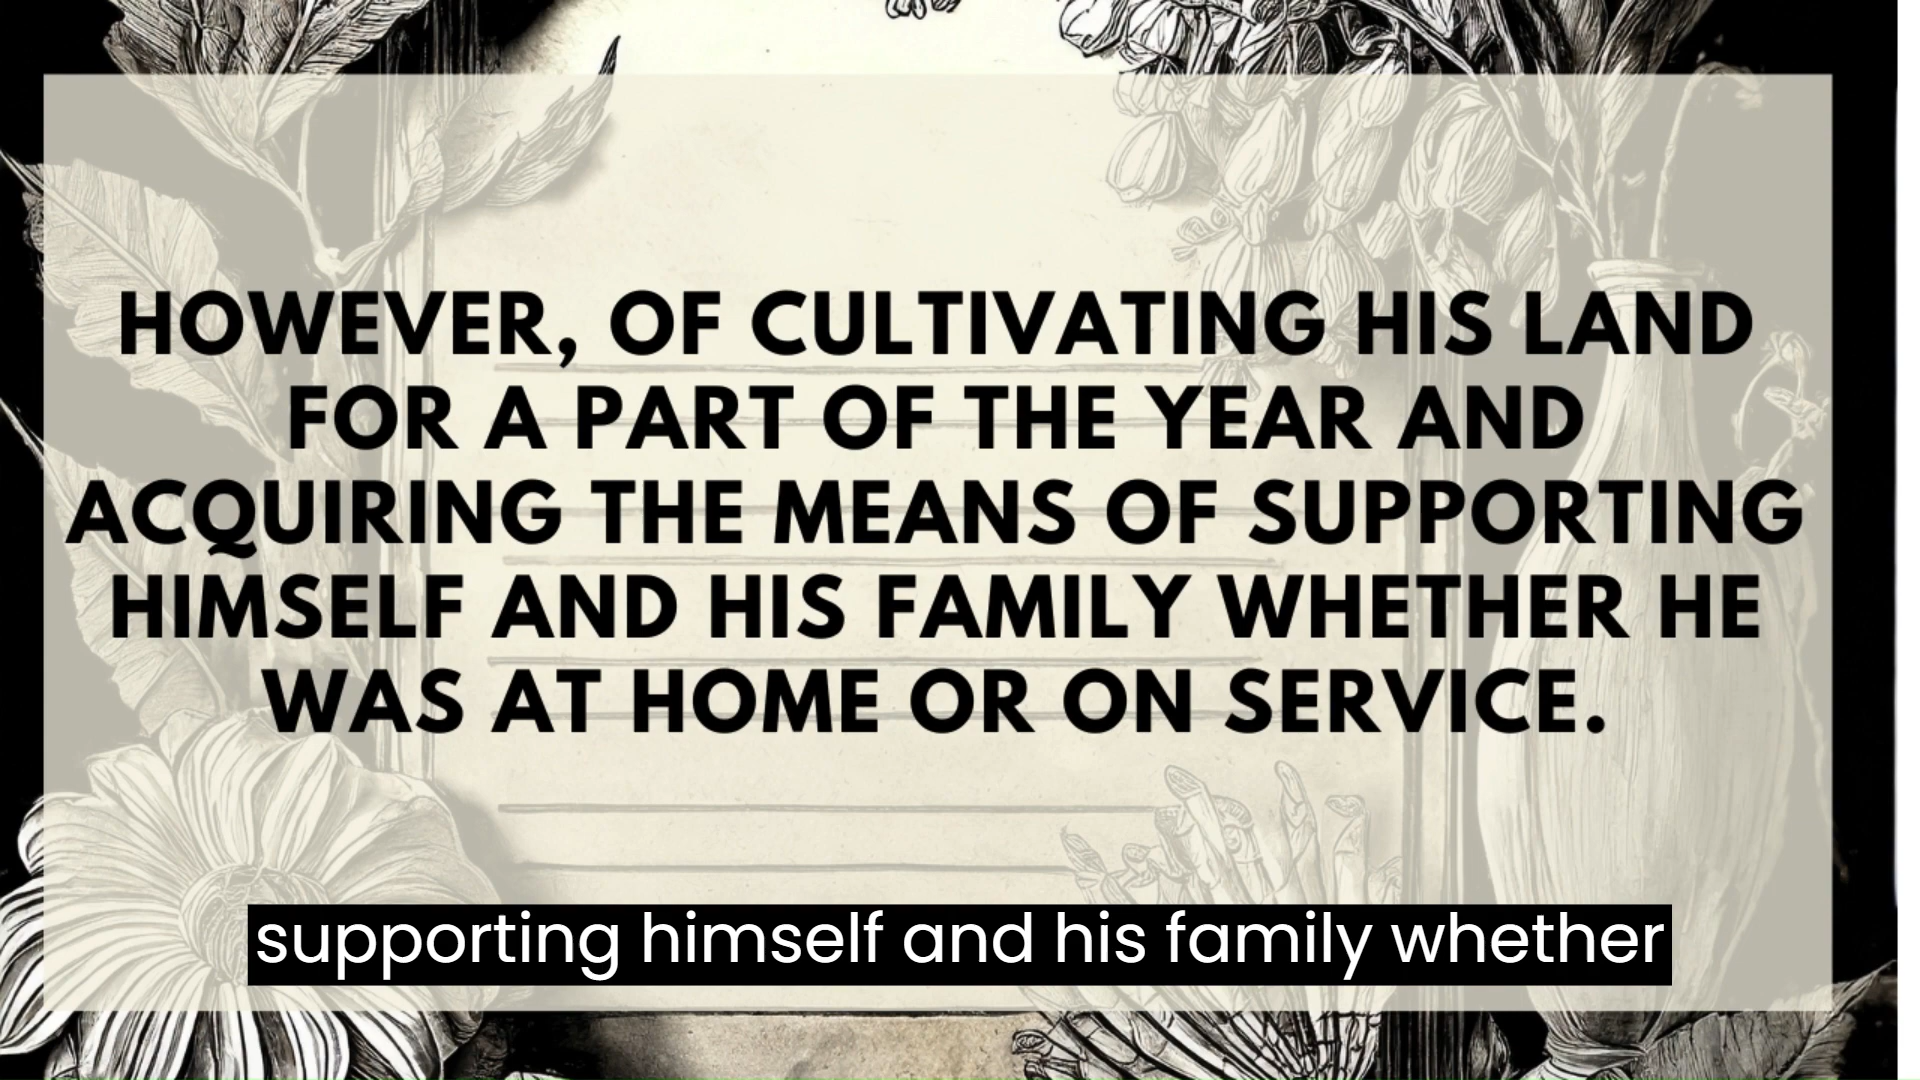 HOWEVER, OF CULTIVATING HIS LAND
FOR A PART OF THE YEAR AND
ACQUIRING THE MEANS OF SUPPORTING
HIMSELF AND HIS FAMILY WHETHER HE
WAS AT HOME OR ON SERVICE.
supporting himself and his family whether